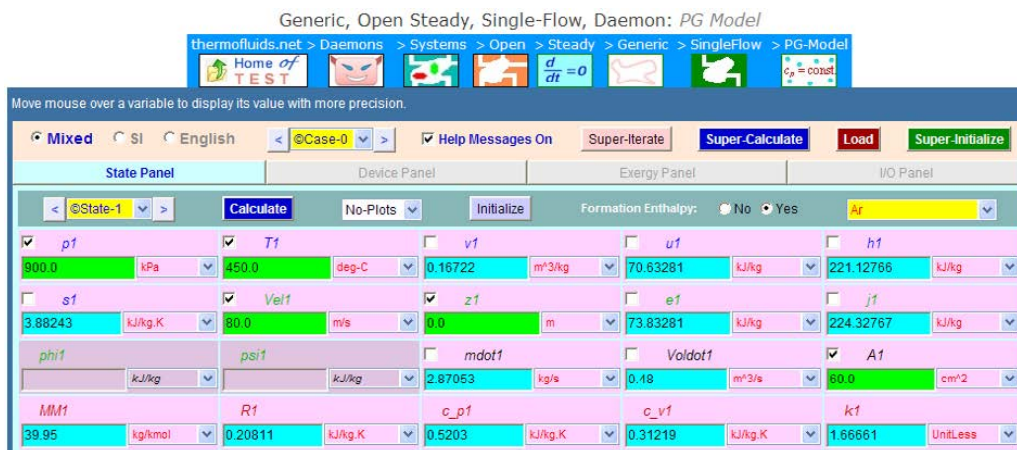 Generic, Open Steady, Single-Flow, Daemon: PG Model
thermofluids.net > Daemons > Systems > Open > Steady > Generic > SingleFlow > PG-Model
Home of TEST d/dt =0 c_p = const.
Move mouse over a variable to display its value with more precision.
Mixed SI English < ©Case-0 > Help Messages On Super-Iterate Super-Calculate Load Super-Initialize
State Panel Device Panel Exergy Panel I/O Panel
< ©State-1 > Calculate No-Plots Initialize Formation Enthalpy: No Yes Ar
p1 T1 v1 u1 h1
900.0 kPa 450.0 deg-C 0.16722 m^3/kg 70.63281 kJ/kg 221.12766 kJ/kg
s1 Vel1 z1 e1 j1
3.88243 kJ/kg.K 80.0 m/s 0.0 m 73.83281 kJ/kg 224.32767 kJ/kg
phi1 psi1 mdot1 Voldot1 A1
kJ/kg kJ/kg 2.87053 kg/s 0.48 m^3/s 60.0 cm^2
MM1 R1 c_p1 c_v1 k1
39.95 kg/kmol 0.20811 kJ/kg.K 0.5203 kJ/kg.K 0.31219 kJ/kg.K 1.66661 UnitLess